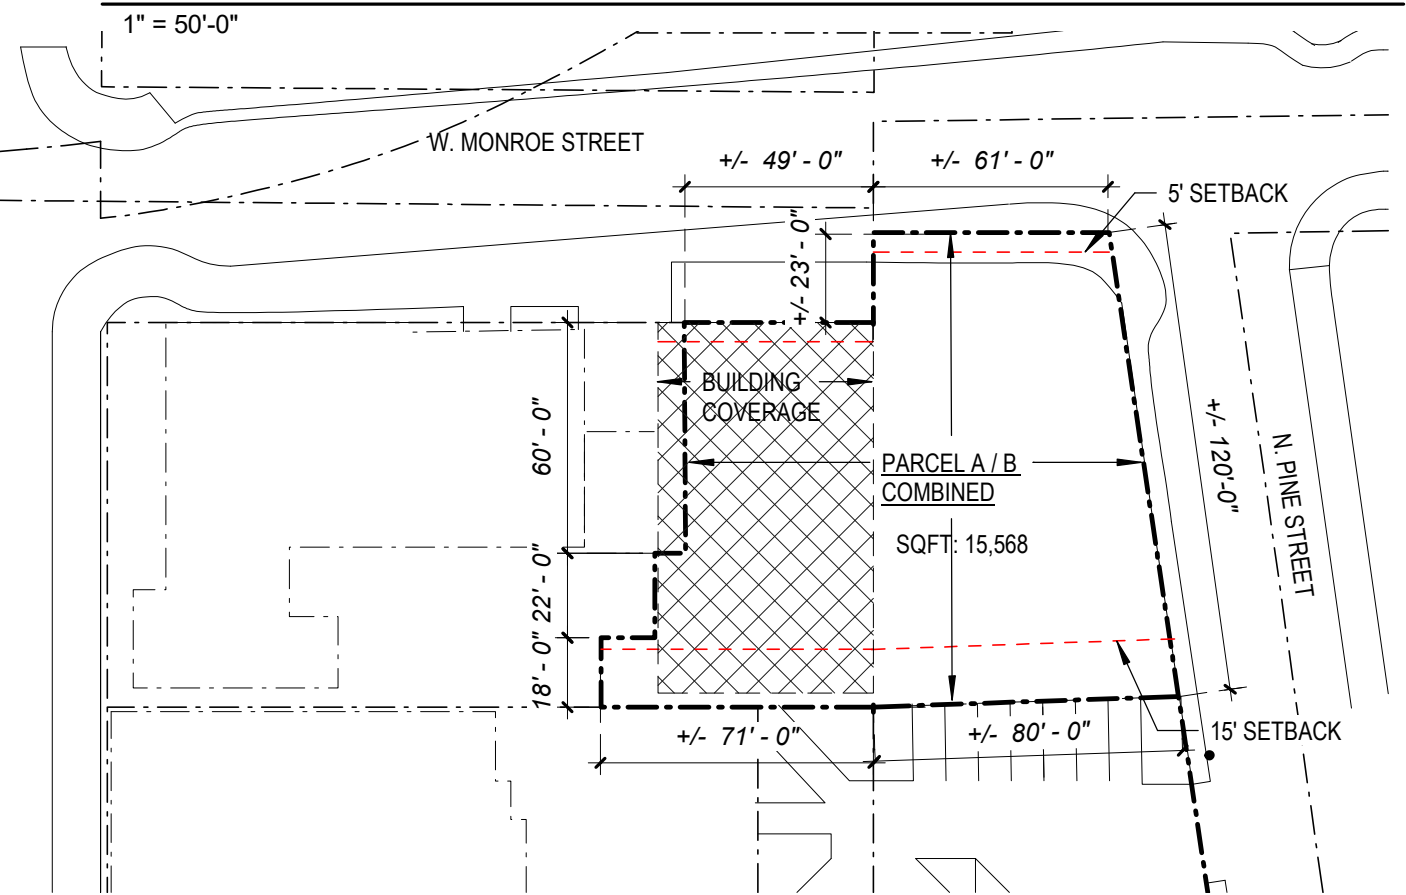 1" = 50'-0"
W. MONROE STREET
+/- 49' - 0"
+/- 61' - 0"
5' SETBACK
+/- 23' - 0"
BUILDING
COVERAGE
60' - 0"
+/- 120'-0"
N. PINE STREET
PARCEL A / B
COMBINED
SQFT: 15,568
22' - 0"
18' - 0"
+/- 71' - 0"
+/- 80' - 0"
15' SETBACK